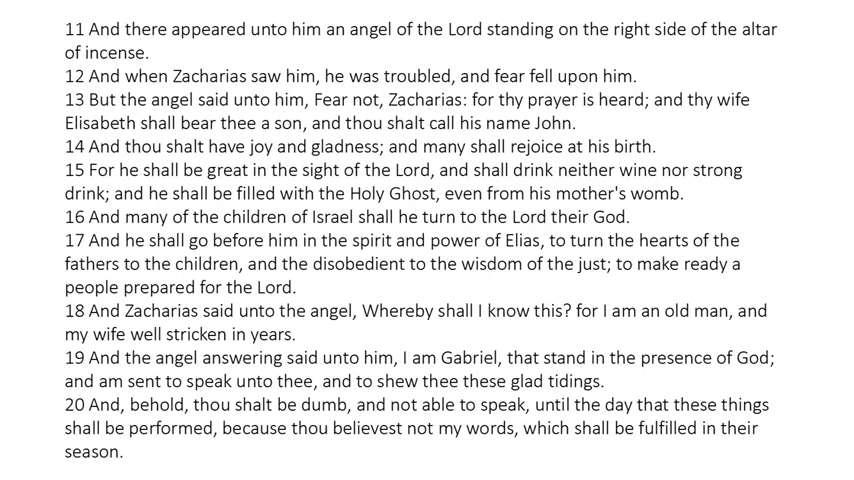 11 And there appeared unto him an angel of the Lord standing on the right side of the altar
of incense.
12 And when Zacharias saw him, he was troubled, and fear fell upon him.
13 But the angel said unto him, Fear not, Zacharias: for thy prayer is heard; and thy wife
Elisabeth shall bear thee a son, and thou shalt call his name John.
14 And thou shalt have joy and gladness; and many shall rejoice at his birth.
15 For he shall be great in the sight of the Lord, and shall drink neither wine nor strong
drink; and he shall be filled with the Holy Ghost, even from his mother's womb.
16 And many of the children of Israel shall he turn to the Lord their God.
17 And he shall go before him in the spirit and power of Elias, to turn the hearts of the
fathers to the children, and the disobedient to the wisdom of the just; to make ready a
people prepared for the Lord.
18 And Zacharias said unto the angel, Whereby shall I know this? for I am an old man, and
my wife well stricken in years.
19 And the angel answering said unto him, I am Gabriel, that stand in the presence of God;
and am sent to speak unto thee, and to shew thee these glad tidings.
20 And, behold, thou shalt be dumb, and not able to speak, until the day that these things
shall be performed, because thou believest not my words, which shall be fulfilled in their
season.